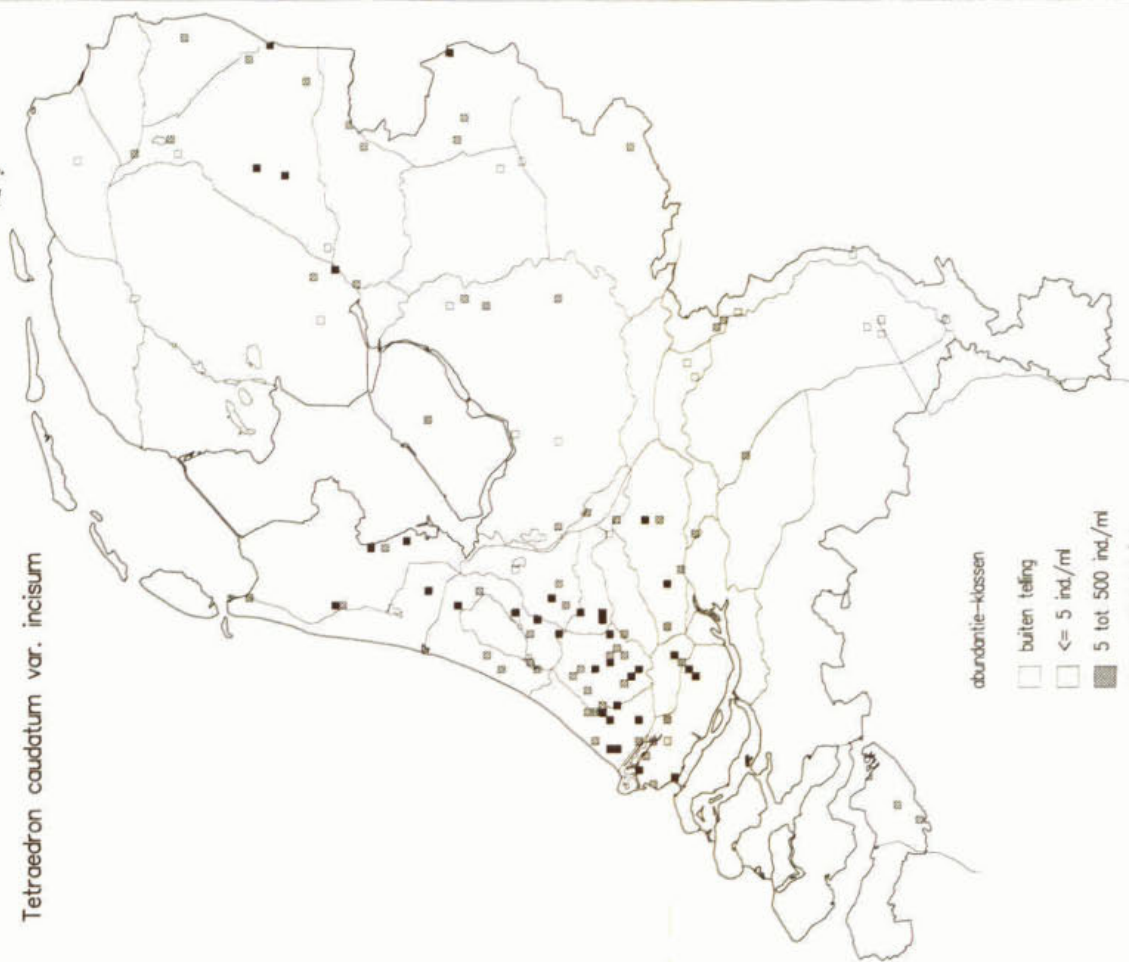 Tetraedron caudatum var. incisum
abundantie-klassen
buiten telling
<= 5 ind./ml
5 tot 500 ind./ml